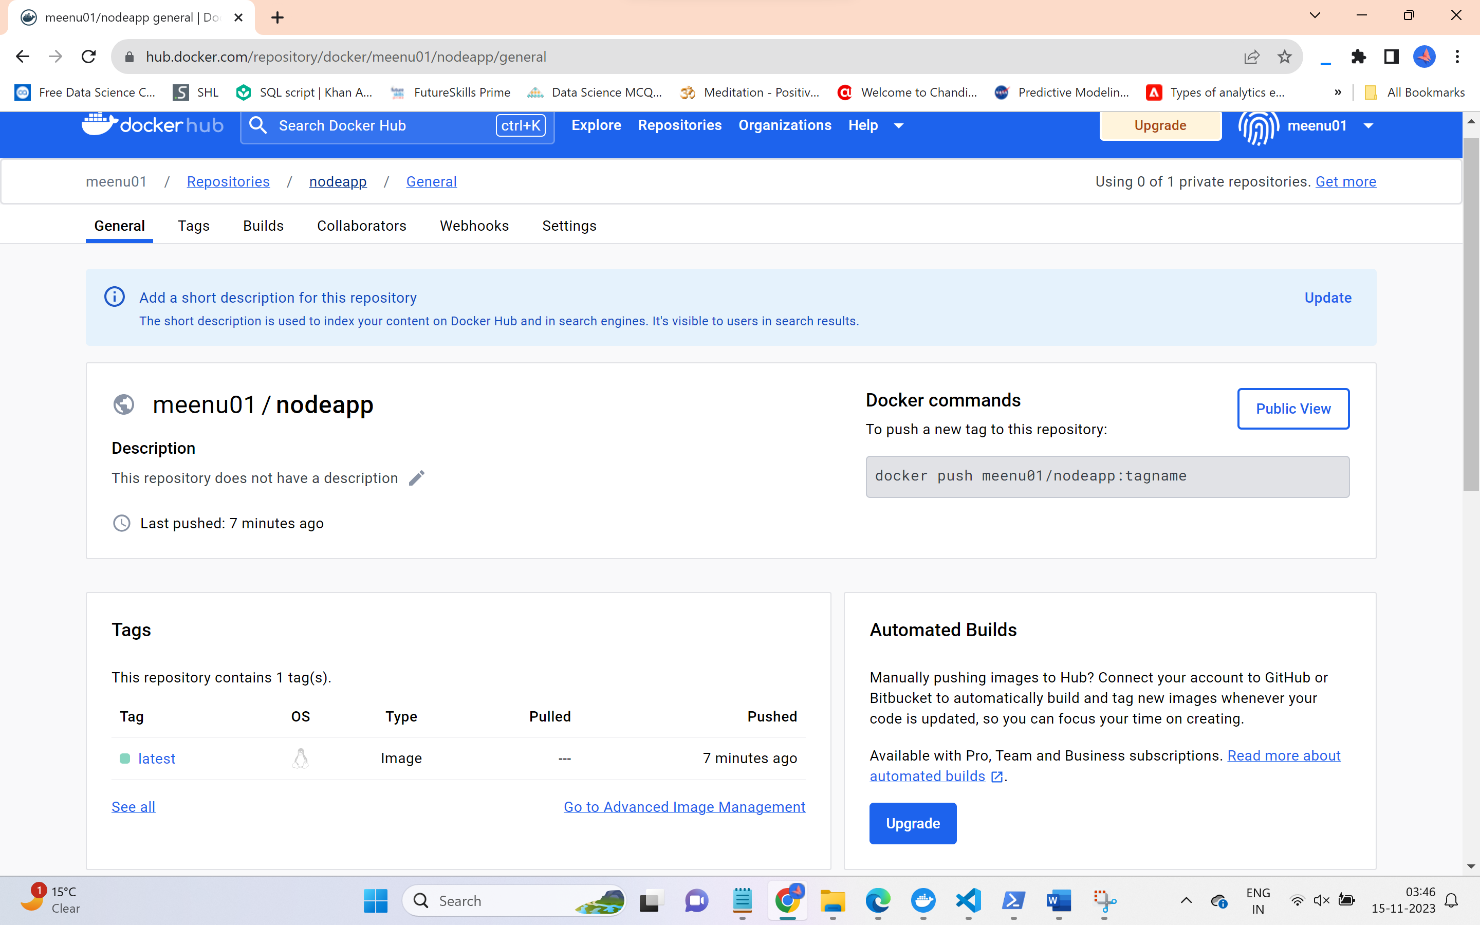 meenu01/nodeapp general | Do
hub.docker.com/repository/docker/meenu01/nodeapp/general
Free Data Science C... SHL SQL script | Khan A... FutureSkills Prime Data Science MCQ... Meditation - Positiv... Welcome to Chandi... Predictive Modelin... Types of analytics e... » All Bookmarks
dockerhub Search Docker Hub ctrl+K Explore Repositories Organizations Help Upgrade meenu01
meenu01 / Repositories / nodeapp / General Using 0 of 1 private repositories. Get more
General Tags Builds Collaborators Webhooks Settings
Add a short description for this repository Update
The short description is used to index your content on Docker Hub and in search engines. It's visible to users in search results.
meenu01 / nodeapp
Description
This repository does not have a description
Last pushed: 7 minutes ago
Docker commands
To push a new tag to this repository:
Public View
docker push meenu01/nodeapp:tagname
Tags
This repository contains 1 tag(s).
Tag OS Type Pulled Pushed
latest Image --- 7 minutes ago
See all Go to Advanced Image Management
Automated Builds
Manually pushing images to Hub? Connect your account to GitHub or
Bitbucket to automatically build and tag new images whenever your
code is updated, so you can focus your time on creating.
Available with Pro, Team and Business subscriptions. Read more about
automated builds .
Upgrade
1 15°C
Clear
Search
ENG
IN
03:46
15-11-2023